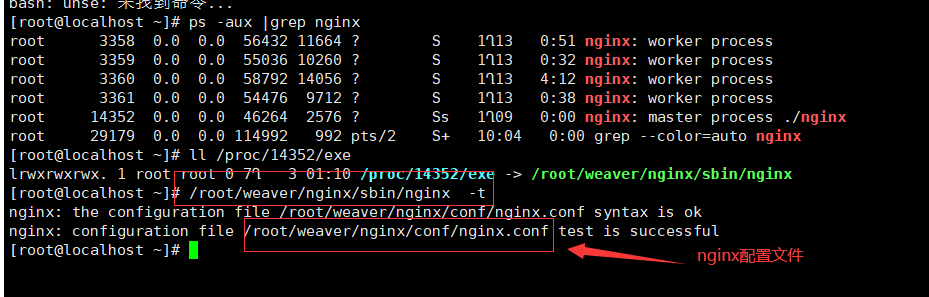 bash: unse: 未找到命令...
[root@localhost ~]# ps -aux |grep nginx
root 3358 0.0 0.0 56432 11664 ? S 1月13 0:51 nginx: worker process
root 3359 0.0 0.0 55036 10260 ? S 1月13 0:32 nginx: worker process
root 3360 0.0 0.0 58792 14056 ? S 1月13 4:12 nginx: worker process
root 3361 0.0 0.0 54476 9712 ? S 1月13 0:38 nginx: worker process
root 14352 0.0 0.0 46264 2576 ? Ss 1月09 0:00 nginx: master process ./nginx
root 29179 0.0 0.0 114992 992 pts/2 S+ 10:04 0:00 grep --color=auto nginx
[root@localhost ~]# ll /proc/14352/exe
lrwxrwxrwx. 1 root root 0 7月 3 01:10 /proc/14352/exe -> /root/weaver/nginx/sbin/nginx
[root@localhost ~]# /root/weaver/nginx/sbin/nginx -t
nginx: the configuration file /root/weaver/nginx/conf/nginx.conf syntax is ok
nginx: configuration file /root/weaver/nginx/conf/nginx.conf test is successful
[root@localhost ~]#
nginx配置文件